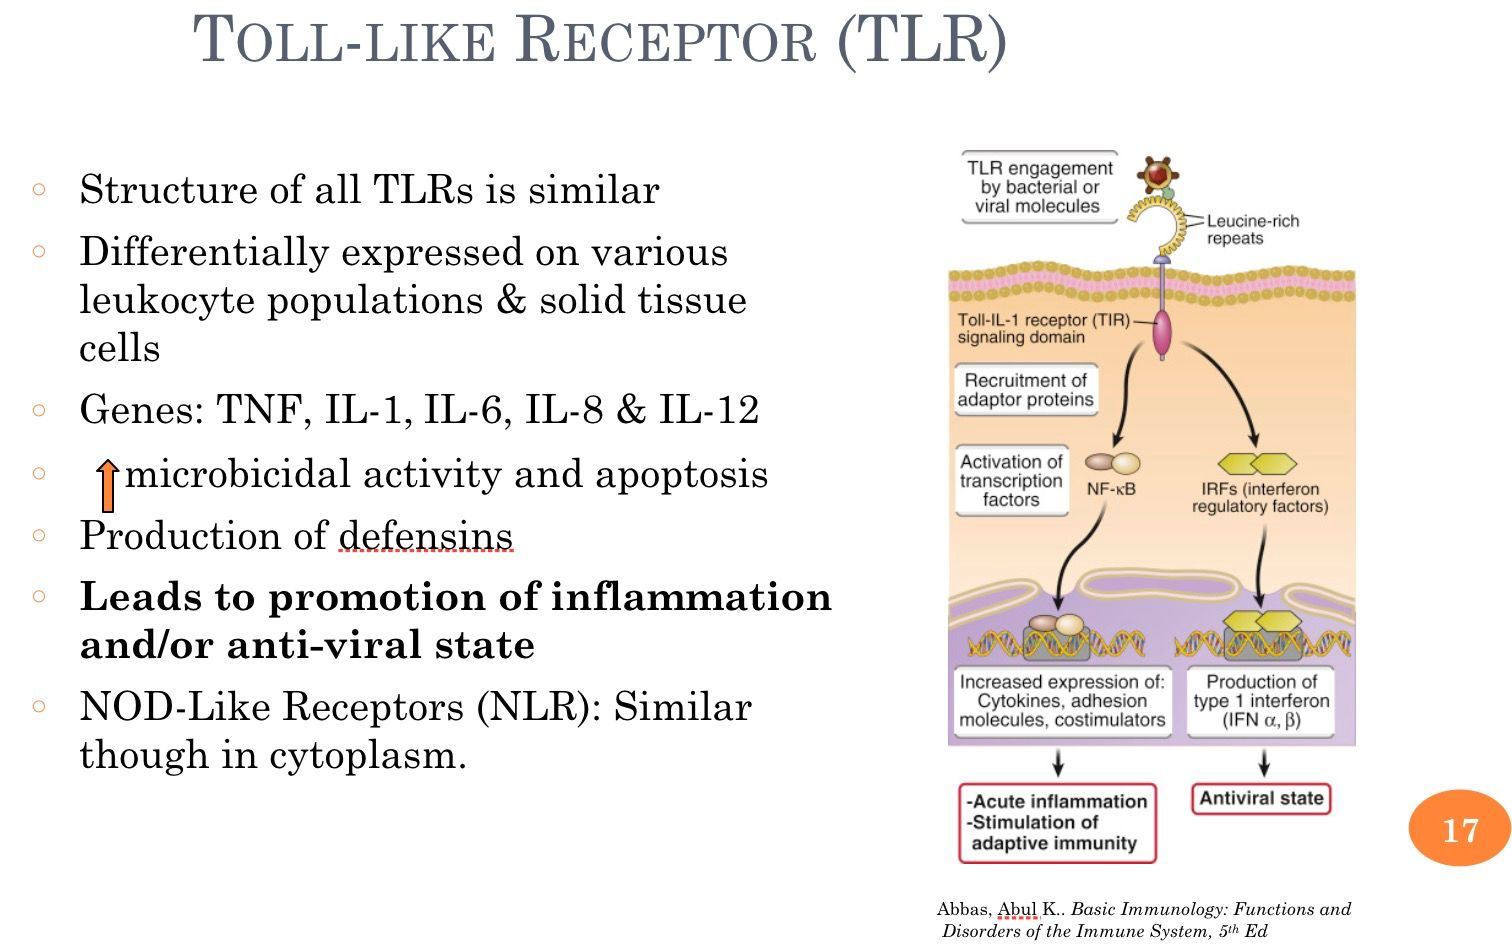 TOLL-LIKE RECEPTOR (TLR)
Structure of all TLRs is similar
Differentially expressed on various
leukocyte populations & solid tissue
cells
Genes: TNF, IL-1, IL-6, IL-8 & IL-12
microbicidal activity and apoptosis
Production of defensins
Leads to promotion of inflammation
and/or anti-viral state
NOD-Like Receptors (NLR): Similar
though in cytoplasm.
TLR engagement
by bacterial or
viral molecules
Leucine-rich
repeats
Toll-IL-1 receptor (TIR)
signaling domain
Recruitment of
adaptor proteins
Activation of
transcription
factors
NF-κB
IRFs (interferon
regulatory factors)
Increased expression of:
Cytokines, adhesion
molecules, costimulators
Production of
type 1 interferon
(IFN α, β)
-Acute inflammation
-Stimulation of
adaptive immunity
Antiviral state
17
Abbas, Abul K.. Basic Immunology: Functions and
Disorders of the Immune System, 5th Ed